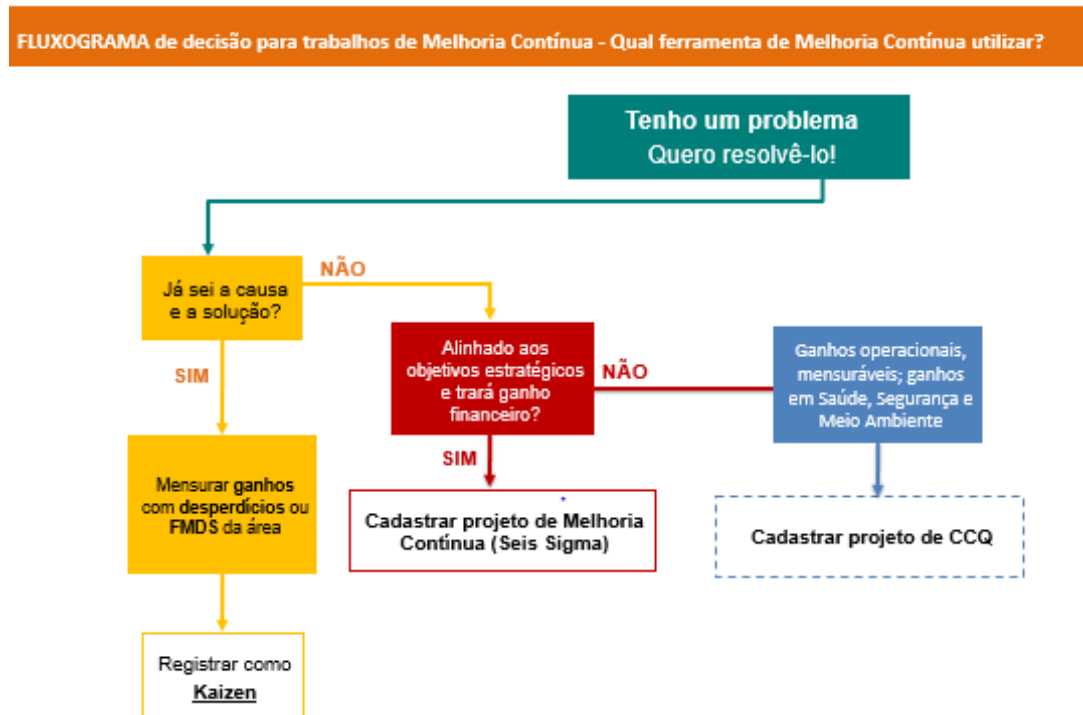 FLUXOGRAMA de decisão para trabalhos de Melhoria Contínua - Qual ferramenta de Melhoria Contínua utilizar?
Tenho um problema
Quero resolvê-lo!
Já sei a causa
e a solução?
NÃO
SIM
Mensurar ganhos
com desperdícios ou
FMDS da área
Registrar como
Kaizen
Alinhado aos
objetivos estratégicos
e trará ganho
financeiro?
NÃO
SIM
Cadastrar projeto de Melhoria
Contínua (Seis Sigma)
Ganhos operacionais,
mensuráveis; ganhos
em Saúde, Segurança e
Meio Ambiente
Cadastrar projeto de CCQ